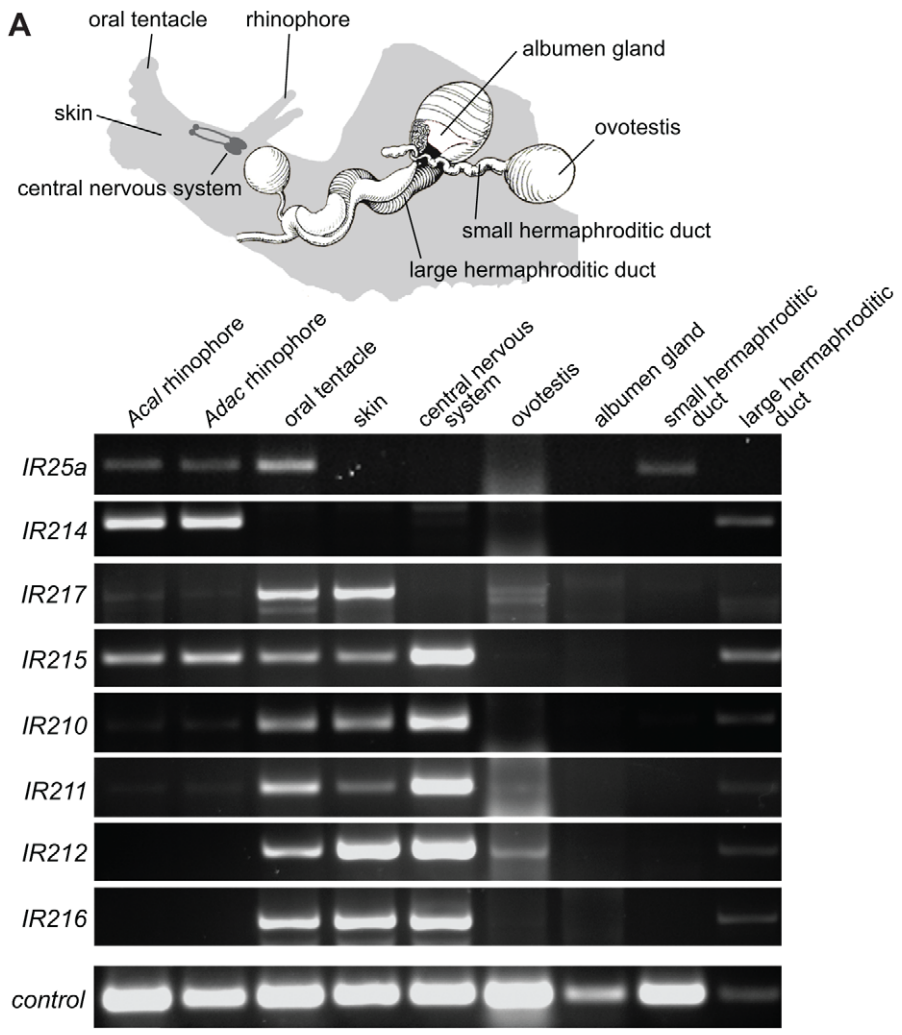 A
oral tentacle
rhinophore
albumen gland
skin
ovotestis
central nervous system
small hermaphroditic duct
large hermaphroditic duct
Acal rhinophore
Adac rhinophore
oral tentacle
skin
central nervous
system
ovotestis
albumen gland
small hermaphroditic
duct
large hermaphroditic
duct
IR25a
IR214
IR217
IR215
IR210
IR211
IR212
IR216
control